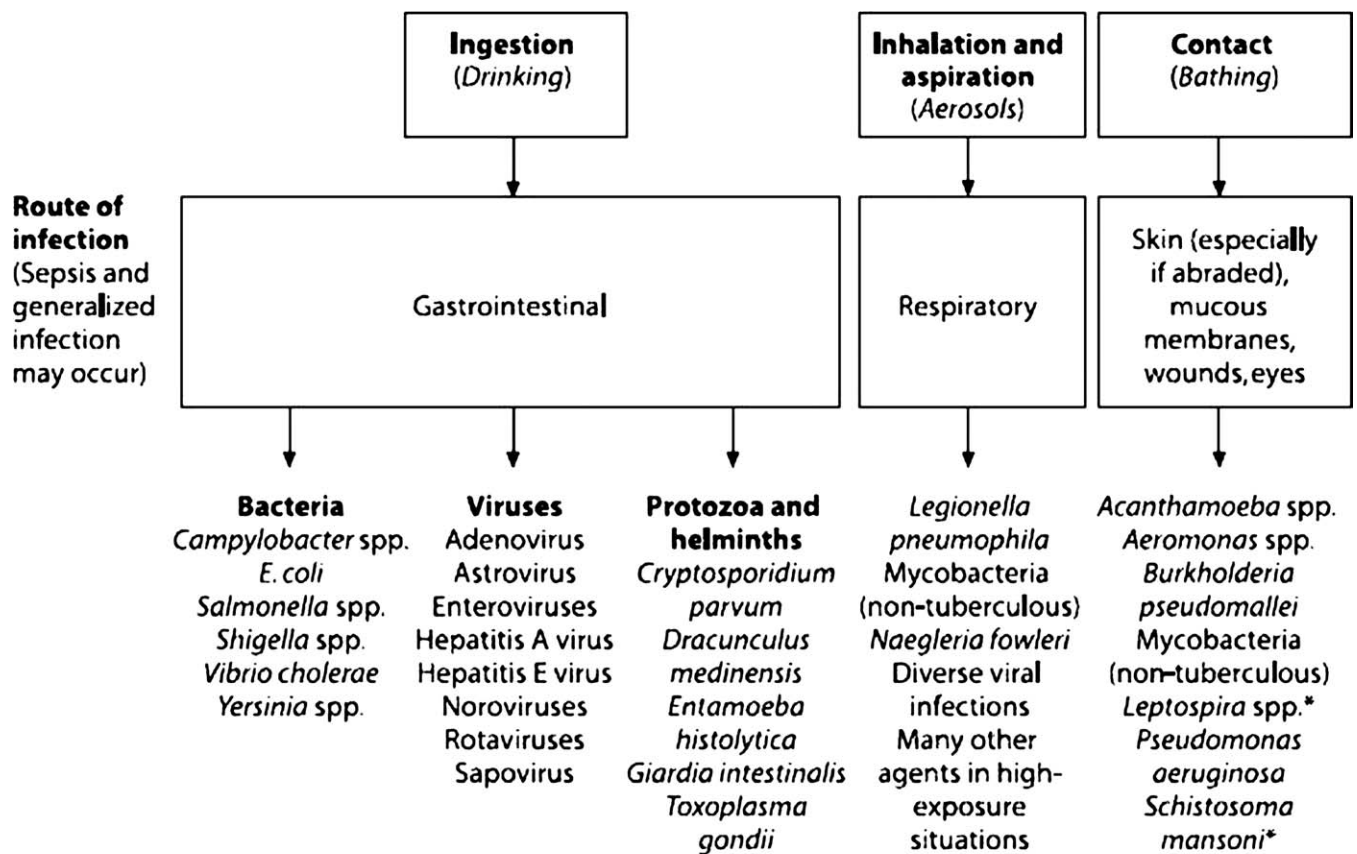 Ingestion
(Drinking)
Inhalation and
aspiration
(Aerosols)
Contact
(Bathing)
Route of
infection
(Sepsis and
generalized
infection
may occur)
Gastrointestinal
Respiratory
Skin (especially
if abraded),
mucous
membranes,
wounds, eyes
Bacteria
Campylobacter spp.
E. coli
Salmonella spp.
Shigella spp.
Vibrio cholerae
Yersinia spp.
Viruses
Adenovirus
Astrovirus
Enteroviruses
Hepatitis A virus
Hepatitis E virus
Noroviruses
Rotaviruses
Sapovirus
Protozoa and
helminths
Cryptosporidium
parvum
Dracunculus
medinensis
Entamoeba
histolytica
Giardia intestinalis
Toxoplasma
gondii
Legionella
pneumophila
Mycobacteria
(non-tuberculous)
Naegleria fowleri
Diverse viral
infections
Many other
agents in high-
exposure
situations
Acanthamoeba spp.
Aeromonas spp.
Burkholderia
pseudomallei
Mycobacteria
(non-tuberculous)
Leptospira spp.*
Pseudomonas
aeruginosa
Schistosoma
mansoni*